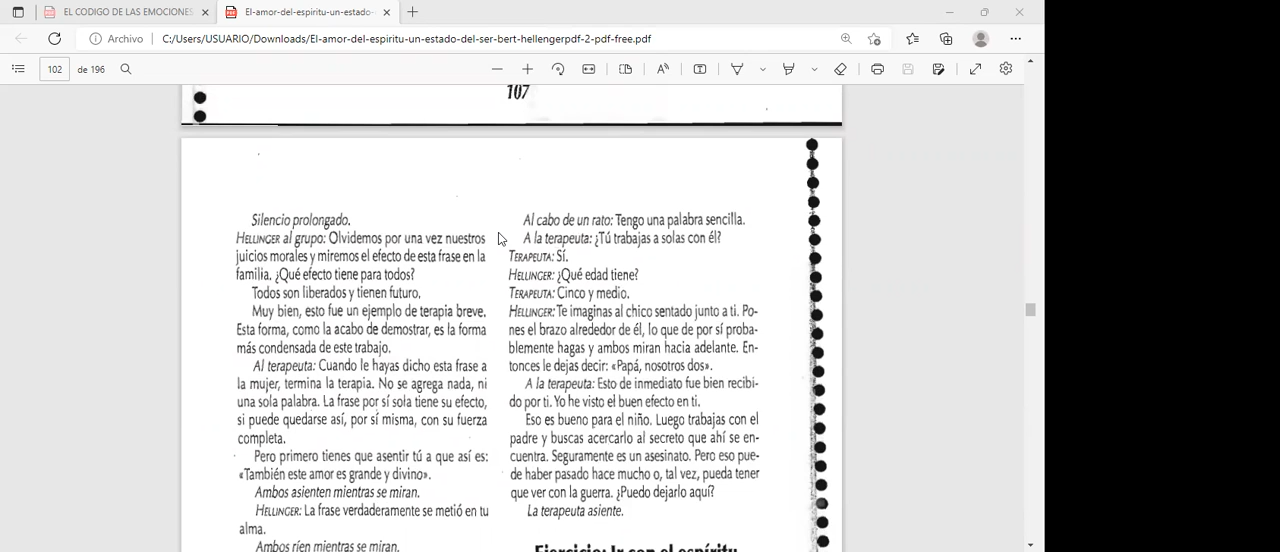 EL CODIGO DE LAS EMOCIONES
El-amor-del-espiritu-un-estado-
Archivo
C:/Users/USUARIO/Downloads/El-amor-del-espiritu-un-estado-del-ser-bert-hellengerpdf-2-pdf-free.pdf
102 de 196
107
Silencio prolongado.
HELLINGER al grupo: Olvidemos por una vez nuestros
juicios morales y miremos el efecto de esta frase en la
familia. ¿Qué efecto tiene para todos?
Todos son liberados y tienen futuro.
Muy bien, esto fue un ejemplo de terapia breve.
Esta forma, como la acabo de demostrar, es la forma
más condensada de este trabajo.
Al terapeuta: Cuando le hayas dicho esta frase a
la mujer, termina la terapia. No se agrega nada, ni
una sola palabra. La frase por sí sola tiene su efecto,
si puede quedarse así, por sí misma, con su fuerza
completa.
Pero primero tienes que asentir tú a que así es:
«También este amor es grande y divino».
Ambos asienten mientras se miran.
HELLINGER: La frase verdaderamente se metió en tu
alma.
Ambos ríen mientras se miran.
Al cabo de un rato: Tengo una palabra sencilla.
A la terapeuta: ¿Tú trabajas a solas con él?
TERAPEUTA: Sí.
HELLINGER: ¿Qué edad tiene?
TERAPEUTA: Cinco y medio.
HELLINGER: Te imaginas al chico sentado junto a ti. Po-
nes el brazo alrededor de él, lo que de por sí proba-
blemente hagas y ambos miran hacia adelante. En-
tonces le dejas decir: «Papá, nosotros dos».
A la terapeuta: Esto de inmediato fue bien recibi-
do por ti. Yo he visto el buen efecto en ti.
Eso es bueno para el niño. Luego trabajas con el
padre y buscas acercarlo al secreto que ahí se en-
cuentra. Seguramente es un asesinato. Pero eso pue-
de haber pasado hace mucho o, tal vez, pueda tener
que ver con la guerra. ¿Puedo dejarlo aquí?
La terapeuta asiente.
Ejercicio: Ir con el espíritu